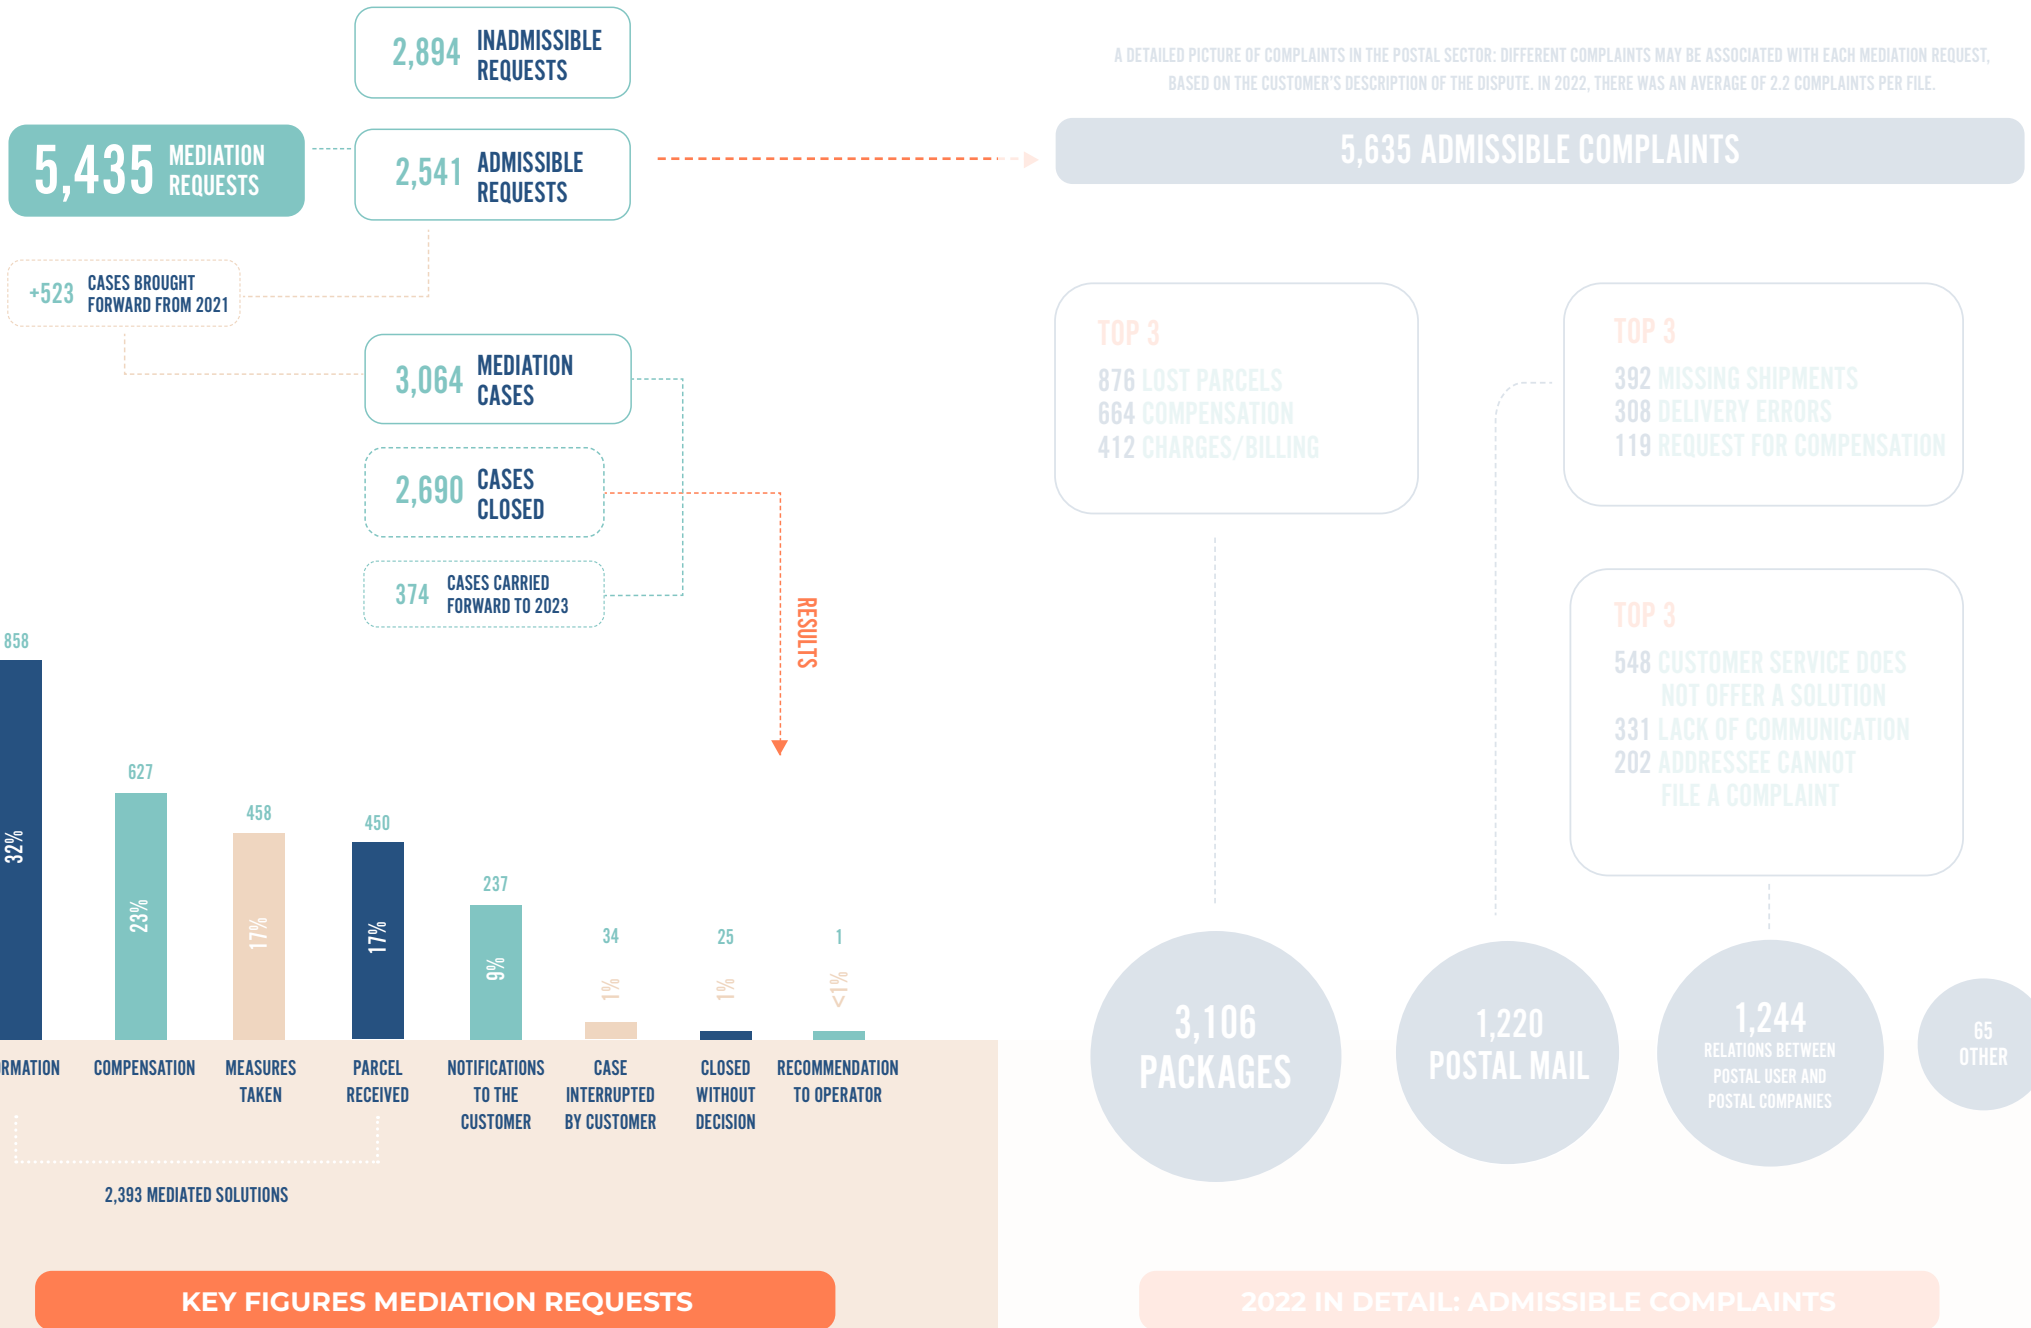 2,894 INADMISSIBLE
REQUESTS
5,435 MEDIATION
REQUESTS
2,541 ADMISSIBLE
REQUESTS
+523 CASES BROUGHT
FORWARD FROM 2021
3,064 MEDIATION
CASES
2,690 CASES
CLOSED
374 CASES CARRIED
FORWARD TO 2023
RESULTS
858
627
458
450
237
34
25
1
32%
23%
17%
17%
9%
1%
1%
<1%
ORMATION
COMPENSATION
MEASURES
TAKEN
PARCEL
RECEIVED
NOTIFICATIONS
TO THE
CUSTOMER
CASE
INTERRUPTED
BY CUSTOMER
CLOSED
WITHOUT
DECISION
RECOMMENDATION
TO OPERATOR
2,393 MEDIATED SOLUTIONS
KEY FIGURES MEDIATION REQUESTS
A DETAILED PICTURE OF COMPLAINTS IN THE POSTAL SECTOR: DIFFERENT COMPLAINTS MAY BE ASSOCIATED WITH EACH MEDIATION REQUEST,
BASED ON THE CUSTOMER'S DESCRIPTION OF THE DISPUTE. IN 2022, THERE WAS AN AVERAGE OF 2.2 COMPLAINTS PER FILE.
5,635 ADMISSIBLE COMPLAINTS
TOP 3
876 LOST PARCELS
664 COMPENSATION
412 CHARGES/BILLING
TOP 3
392 MISSING SHIPMENTS
308 DELIVERY ERRORS
119 REQUEST FOR COMPENSATION
TOP 3
548 CUSTOMER SERVICE DOES
NOT OFFER A SOLUTION
331 LACK OF COMMUNICATION
202 ADDRESSEE CANNOT
FILE A COMPLAINT
3,106
PACKAGES
1,220
POSTAL MAIL
1,244
RELATIONS BETWEEN
POSTAL USER AND
POSTAL COMPANIES
65
OTHER
2022 IN DETAIL: ADMISSIBLE COMPLAINTS